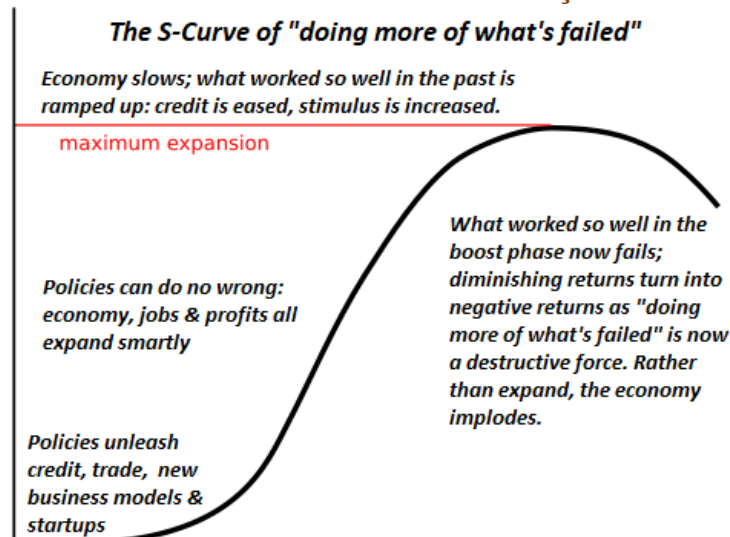 The S-Curve of "doing more of what's failed"
Economy slows; what worked so well in the past is
ramped up: credit is eased, stimulus is increased.
maximum expansion
What worked so well in the
boost phase now fails;
diminishing returns turn into
negative returns as "doing
more of what's failed" is now
a destructive force. Rather
than expand, the economy
implodes.
Policies can do no wrong:
economy, jobs & profits all
expand smartly
Policies unleash
credit, trade, new
business models &
startups